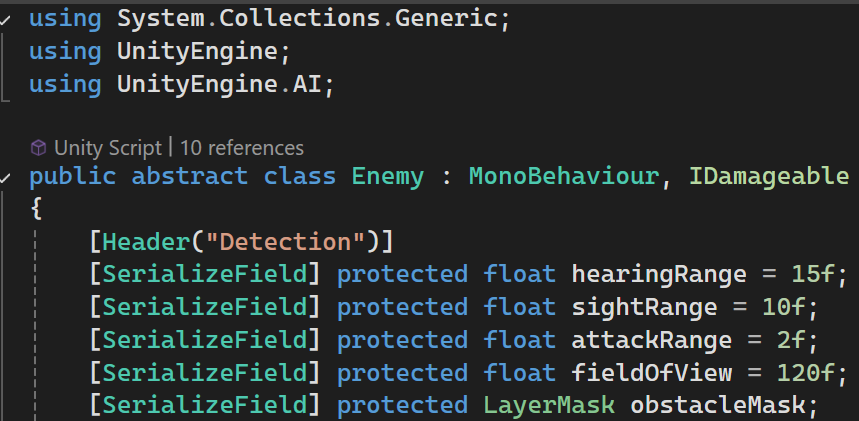 using System.Collections.Generic;
using UnityEngine;
using UnityEngine.AI;
Unity Script | 10 references
public abstract class Enemy : MonoBehaviour, IDamageable
{
[Header("Detection")]
[SerializeField] protected float hearingRange = 15f;
[SerializeField] protected float sightRange = 10f;
[SerializeField] protected float attackRange = 2f;
[SerializeField] protected float fieldOfView = 120f;
[SerializeField] protected LayerMask obstacleMask;